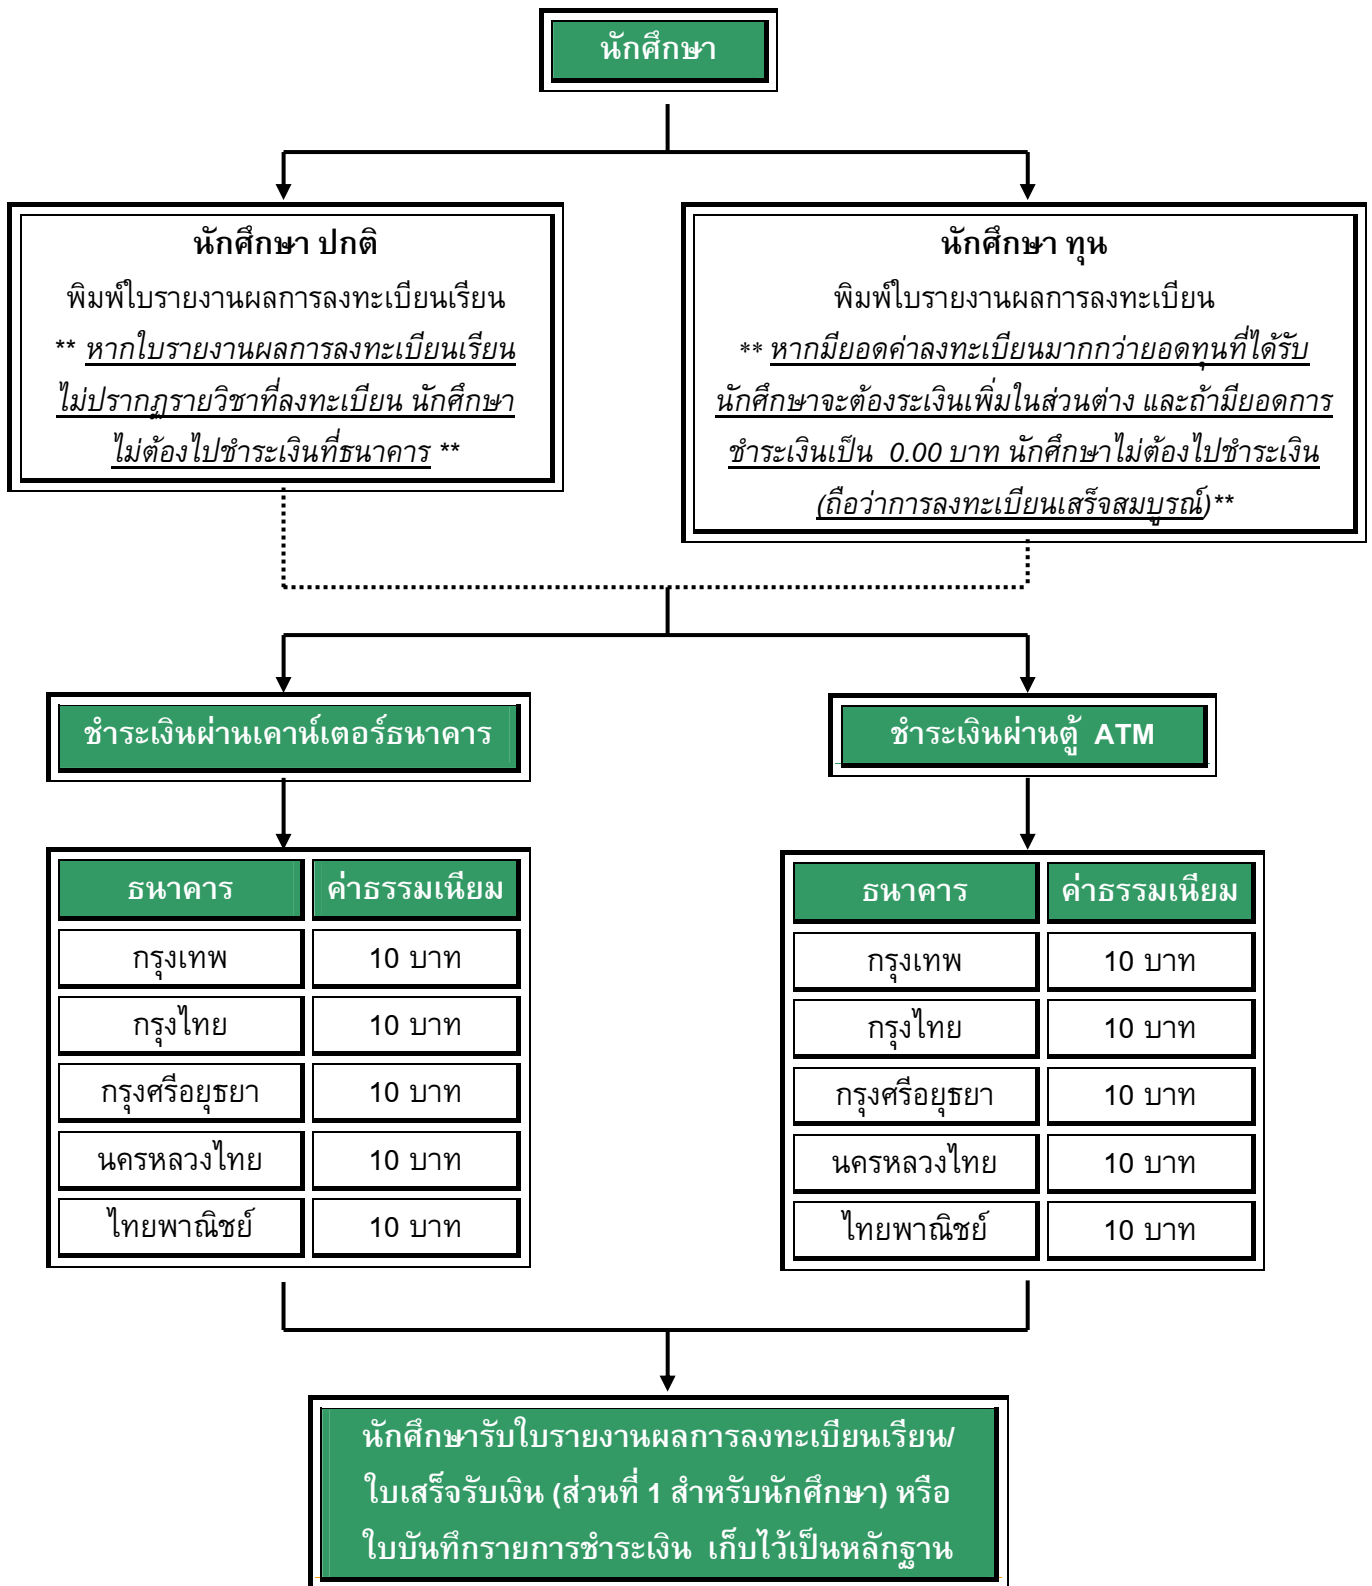 นักศึกษา
นักศึกษา ปกติ
พิมพ์ใบรายงานผลการลงทะเบียนเรียน
** หากใบรายงานผลการลงทะเบียนเรียน
ไม่ปรากฏรายวิชาที่ลงทะเบียน นักศึกษา
ไม่ต้องไปชำระเงินที่ธนาคาร **
นักศึกษา ทุน
พิมพ์ใบรายงานผลการลงทะเบียน
** หากมียอดค่าลงทะเบียนมากกว่ายอดทุนที่ได้รับ
นักศึกษาจะต้องระเงินเพิ่มในส่วนต่าง และถ้ามียอดการ
ชำระเงินเป็น 0.00 บาท นักศึกษาไม่ต้องไปชำระเงิน
(ถือว่าการลงทะเบียนเสร็จสมบูรณ์)**
ชำระเงินผ่านเคาน์เตอร์ธนาคาร
ธนาคาร ค่าธรรมเนียม
กรุงเทพ 10 บาท
กรุงไทย 10 บาท
กรุงศรีอยุธยา 10 บาท
นครหลวงไทย 10 บาท
ไทยพาณิชย์ 10 บาท
ชำระเงินผ่านตู้ ATM
ธนาคาร ค่าธรรมเนียม
กรุงเทพ 10 บาท
กรุงไทย 10 บาท
กรุงศรีอยุธยา 10 บาท
นครหลวงไทย 10 บาท
ไทยพาณิชย์ 10 บาท
นักศึกษารับใบรายงานผลการลงทะเบียนเรียน/
ใบเสร็จรับเงิน (ส่วนที่ 1 สำหรับนักศึกษา) หรือ
ใบบันทึกรายการชำระเงิน เก็บไว้เป็นหลักฐาน